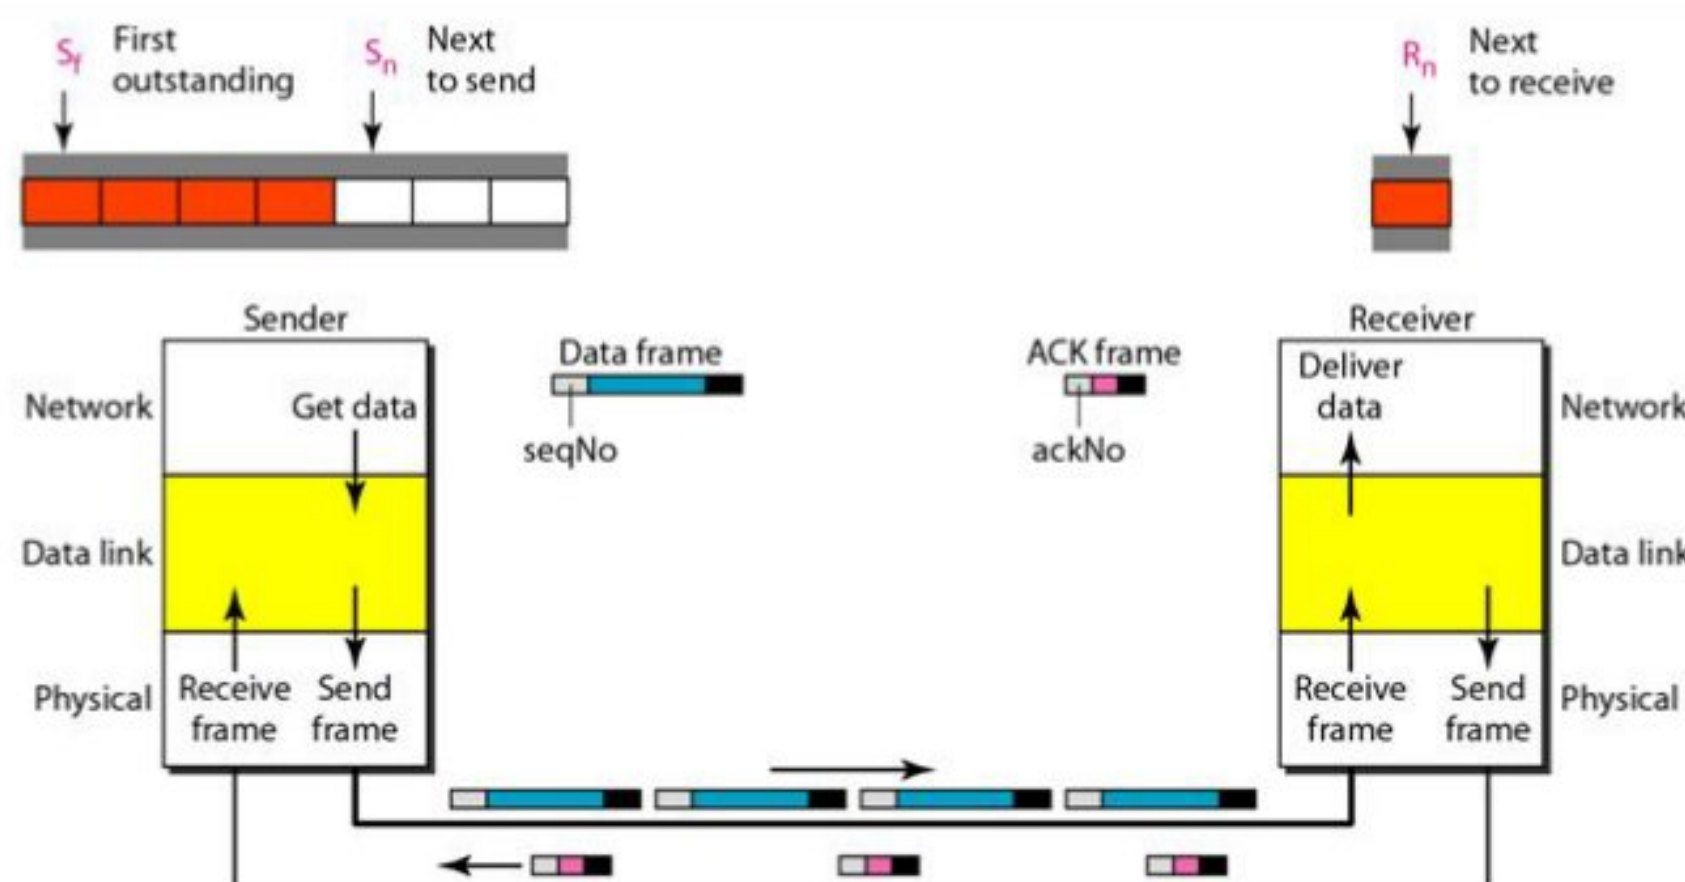 Sf First outstanding
Sn Next to send
Rn Next to receive
Sender
Receiver
Data frame
ACK frame
seqNo
ackNo
Network
Get data
Deliver data
Network
Data link
Data link
Physical
Receive frame
Send frame
Receive frame
Send frame
Physical